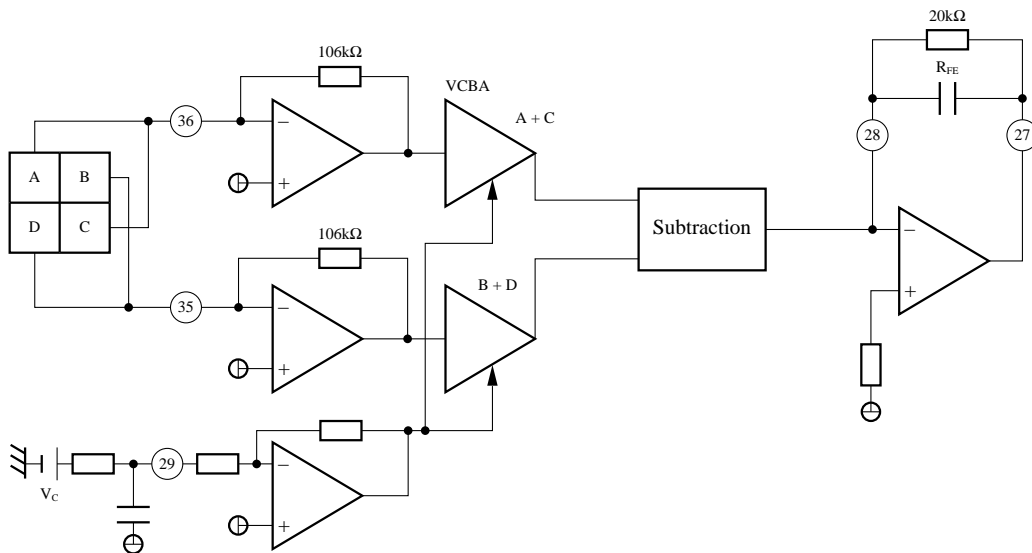 20kΩ
R_FE
106kΩ
VCBA
A + C
36
28
27
−
+
A B
D C
Subtraction
−
+
106kΩ
B + D
35
−
+
29
V_C
−
+